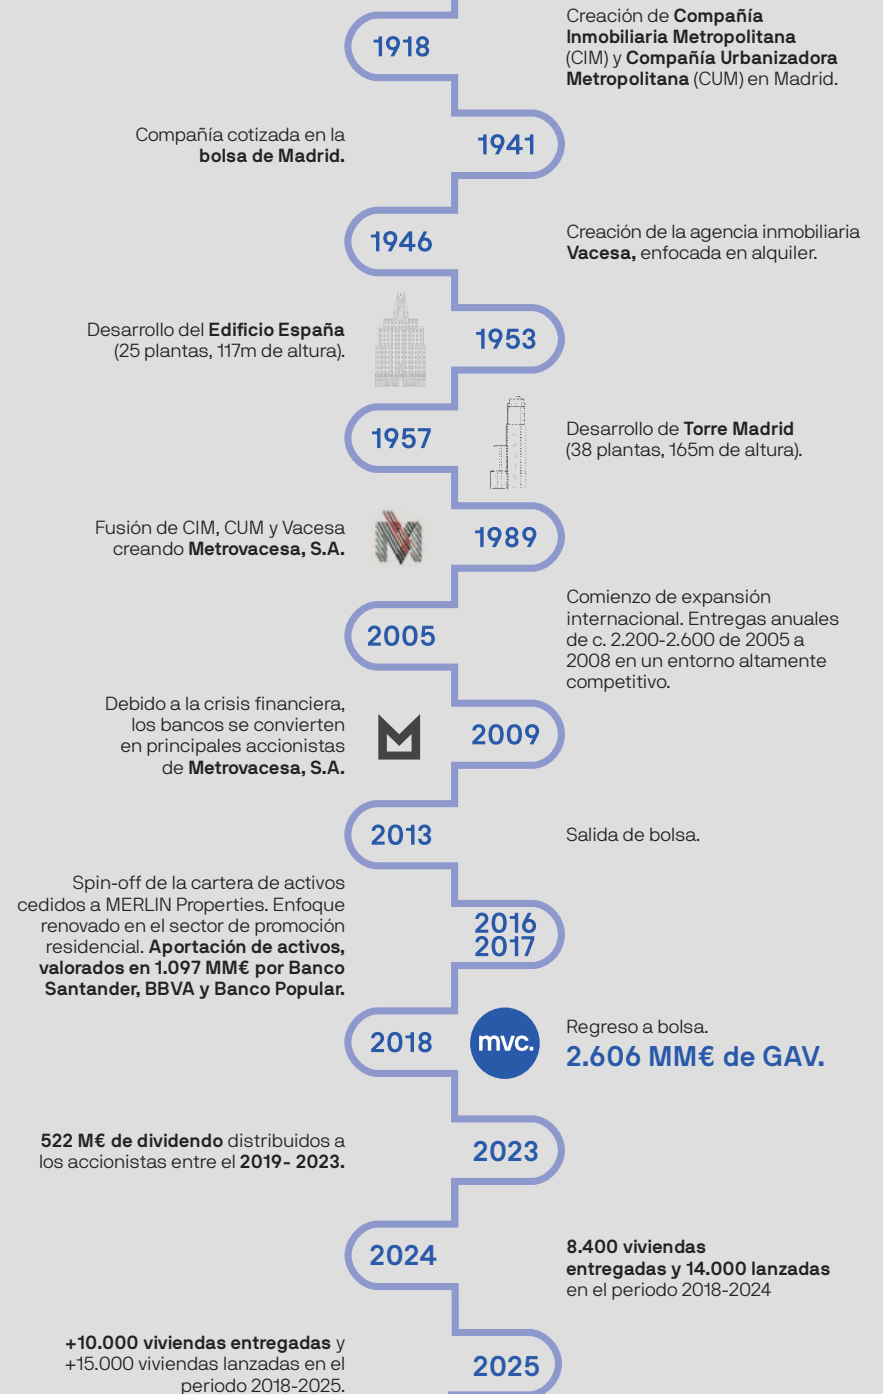 1918
Creación de Compañía
Inmobiliaria Metropolitana
(CIM) y Compañía Urbanizadora
Metropolitana (CUM) en Madrid.
Compañía cotizada en la
bolsa de Madrid.
1941
1946
Creación de la agencia inmobiliaria
Vacesa, enfocada en alquiler.
Desarrollo del Edificio España
(25 plantas, 117m de altura).
1953
1957
Desarrollo de Torre Madrid
(38 plantas, 165m de altura).
Fusión de CIM, CUM y Vacesa
creando Metrovacesa, S.A.
1989
2005
Comienzo de expansión
internacional. Entregas anuales
de c. 2.200-2.600 de 2005 a
2008 en un entorno altamente
competitivo.
Debido a la crisis financiera,
los bancos se convierten
en principales accionistas
de Metrovacesa, S.A.
2009
2013
Salida de bolsa.
Spin-off de la cartera de activos
cedidos a MERLIN Properties. Enfoque
renovado en el sector de promoción
residencial. Aportación de activos,
valorados en 1.097 MM€ por Banco
Santander, BBVA y Banco Popular.
2016
2017
2018
mvc.
Regreso a bolsa.
2.606 MM€ de GAV.
522 M€ de dividendo distribuidos a
los accionistas entre el 2019- 2023.
2023
2024
8.400 viviendas
entregadas y 14.000 lanzadas
en el periodo 2018-2024
+10.000 viviendas entregadas y
+15.000 viviendas lanzadas en el
periodo 2018-2025.
2025